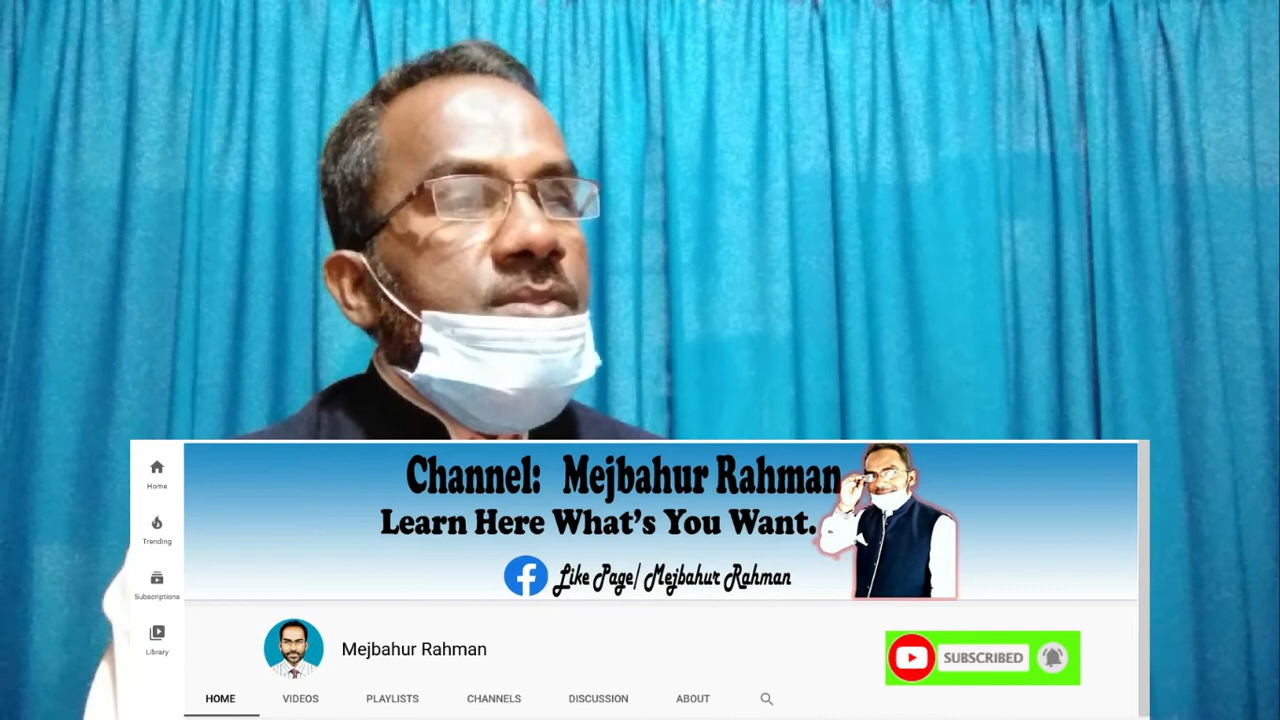 Channel: Mejbahur Rahman
Learn Here What's You Want.
Like Page/ Mejbahur Rahman
Home
Trending
Subscriptions
Library
Mejbahur Rahman
SUBSCRIBED
HOME VIDEOS PLAYLISTS CHANNELS DISCUSSION ABOUT